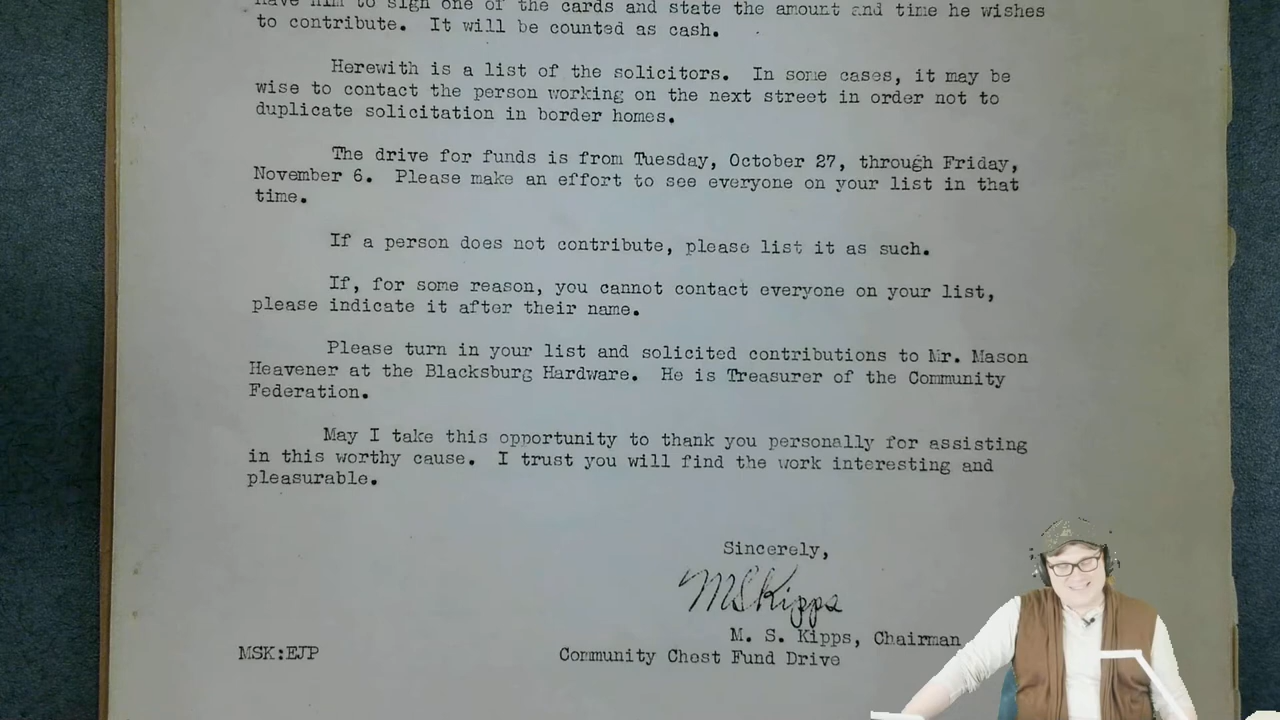 have him to sign one of the cards and state the amount and time he wishes
to contribute. It will be counted as cash.
Herewith is a list of the solicitors. In some cases, it may be
wise to contact the person working on the next street in order not to
duplicate solicitation in border homes.
The drive for funds is from Tuesday, October 27, through Friday,
November 6. Please make an effort to see everyone on your list in that
time.
If a person does not contribute, please list it as such.
If, for some reason, you cannot contact everyone on your list,
please indicate it after their name.
Please turn in your list and solicited contributions to Mr. Mason
Heavener at the Blacksburg Hardware. He is Treasurer of the Community
Federation.
May I take this opportunity to thank you personally for assisting
in this worthy cause. I trust you will find the work interesting and
pleasurable.
Sincerely,
MSKipps
M. S. Kipps, Chairman
MSK:EJP
Community Chest Fund Drive